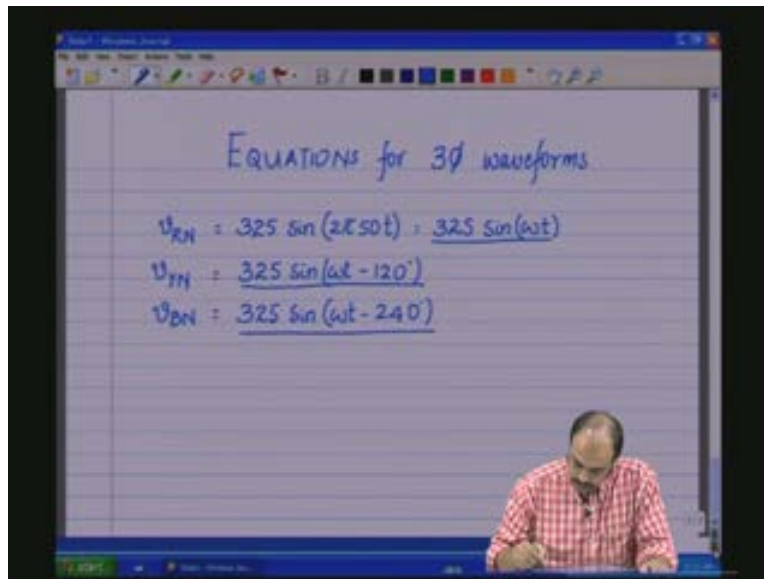 EQUATIONS for 3Ø waveforms
v_RN = 325 sin(2π50t) = 325 sin(ωt)
v_YN = 325 sin(ωt - 120°)
v_BN = 325 sin(ωt - 240°)